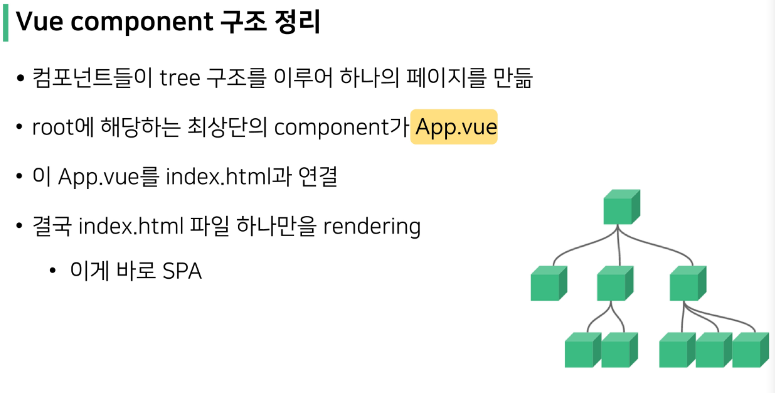 Vue component 구조 정리
• 컴포넌트들이 tree 구조를 이루어 하나의 페이지를 만듦
• root에 해당하는 최상단의 component가 App.vue
• 이 App.vue를 index.html과 연결
• 결국 index.html 파일 하나만을 rendering
• 이게 바로 SPA